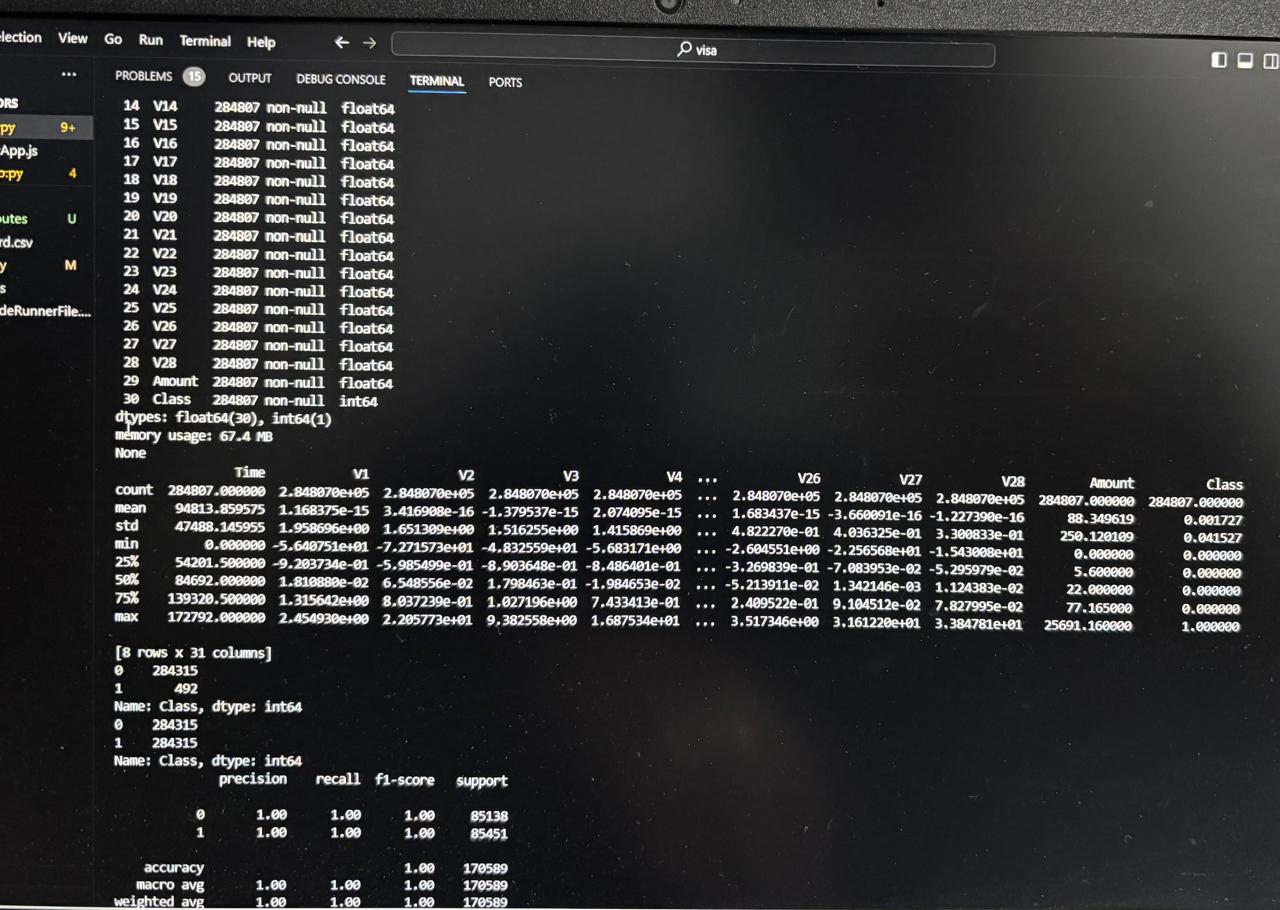 election View Go Run Terminal Help ← → visa
... PROBLEMS 15 OUTPUT DEBUG CONSOLE TERMINAL PORTS
ORS
py 9+
App.js
p.py 4
outes U
rd.csv
y M
s
deRunnerFile....
14 V14 284807 non-null float64
15 V15 284807 non-null float64
16 V16 284807 non-null float64
17 V17 284807 non-null float64
18 V18 284807 non-null float64
19 V19 284807 non-null float64
20 V20 284807 non-null float64
21 V21 284807 non-null float64
22 V22 284807 non-null float64
23 V23 284807 non-null float64
24 V24 284807 non-null float64
25 V25 284807 non-null float64
26 V26 284807 non-null float64
27 V27 284807 non-null float64
28 V28 284807 non-null float64
29 Amount 284807 non-null float64
30 Class 284807 non-null int64
dtypes: float64(30), int64(1)
memory usage: 67.4 MB
None
Time V1 V2 V3 V4 ... V26 V27 V28 Amount Class
count 284807.000000 2.848070e+05 2.848070e+05 2.848070e+05 2.848070e+05 ... 2.848070e+05 2.848070e+05 2.848070e+05 284807.000000 284807.000000
mean 94813.859575 1.168375e-15 3.416908e-16 -1.379537e-15 2.074095e-15 ... 1.683437e-15 -3.660091e-16 -1.227390e-16 88.349619 0.001727
std 47488.145955 1.958696e+00 1.651309e+00 1.516255e+00 1.415869e+00 ... 4.822270e-01 4.036325e-01 3.300833e-01 250.120109 0.041527
min 0.000000 -5.640751e+01 -7.271573e+01 -4.832559e+01 -5.683171e+00 ... -2.604551e+00 -2.256568e+01 -1.543008e+01 0.000000 0.000000
25% 54201.500000 -9.203734e-01 -5.985499e-01 -8.903648e-01 -8.486401e-01 ... -3.269839e-01 -7.083953e-02 -5.295979e-02 5.600000 0.000000
50% 84692.000000 1.810880e-02 6.548556e-02 1.798463e-01 -1.984653e-02 ... -5.213911e-02 1.342146e-03 1.124383e-02 22.000000 0.000000
75% 139320.500000 1.315642e+00 8.037239e-01 1.027196e+00 7.433413e-01 ... 2.409522e-01 9.104512e-02 7.827995e-02 77.165000 0.000000
max 172792.000000 2.454930e+00 2.205773e+01 9.382558e+00 1.687534e+01 ... 3.517346e+00 3.161220e+01 3.384781e+01 25691.160000 1.000000
[8 rows x 31 columns]
0 284315
1 492
Name: Class, dtype: int64
0 284315
1 284315
Name: Class, dtype: int64
precision recall f1-score support
0 1.00 1.00 1.00 85138
1 1.00 1.00 1.00 85451
accuracy 1.00 170589
macro avg 1.00 1.00 1.00 170589
weighted avg 1.00 1.00 1.00 170589